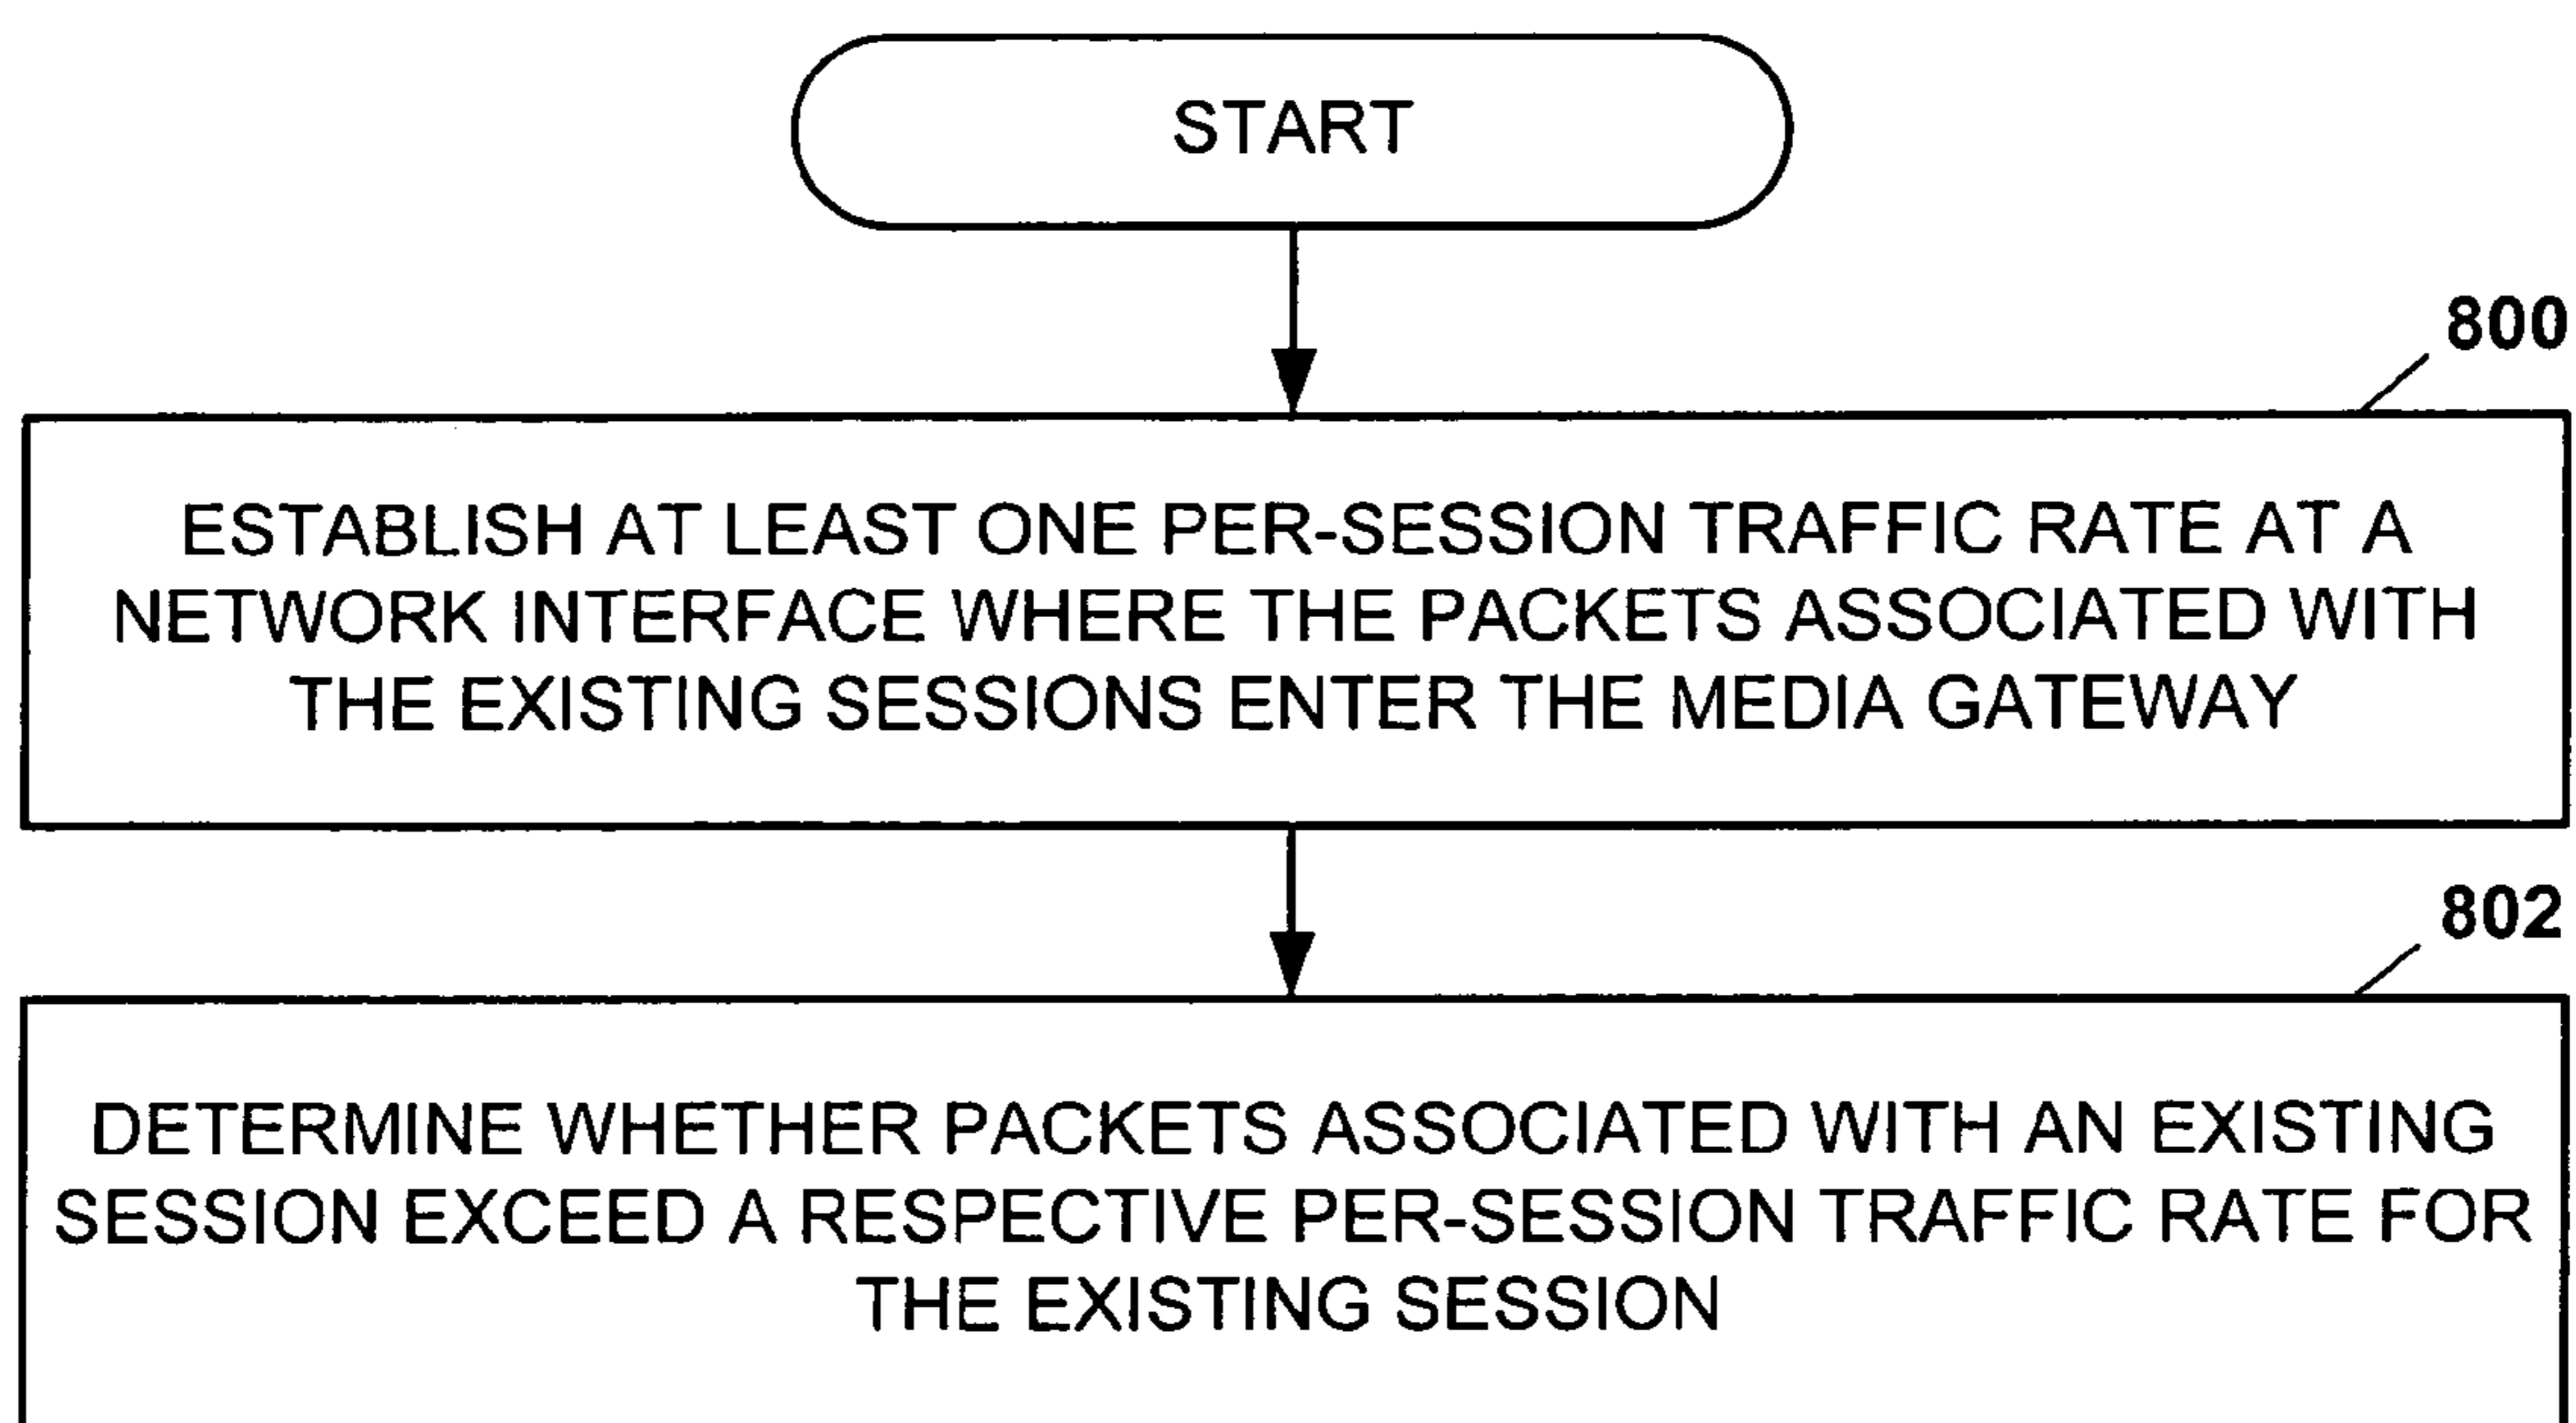 START
800
ESTABLISH AT LEAST ONE PER-SESSION TRAFFIC RATE AT A
NETWORK INTERFACE WHERE THE PACKETS ASSOCIATED WITH
THE EXISTING SESSIONS ENTER THE MEDIA GATEWAY
802
DETERMINE WHETHER PACKETS ASSOCIATED WITH AN EXISTING
SESSION EXCEED A RESPECTIVE PER-SESSION TRAFFIC RATE FOR
THE EXISTING SESSION